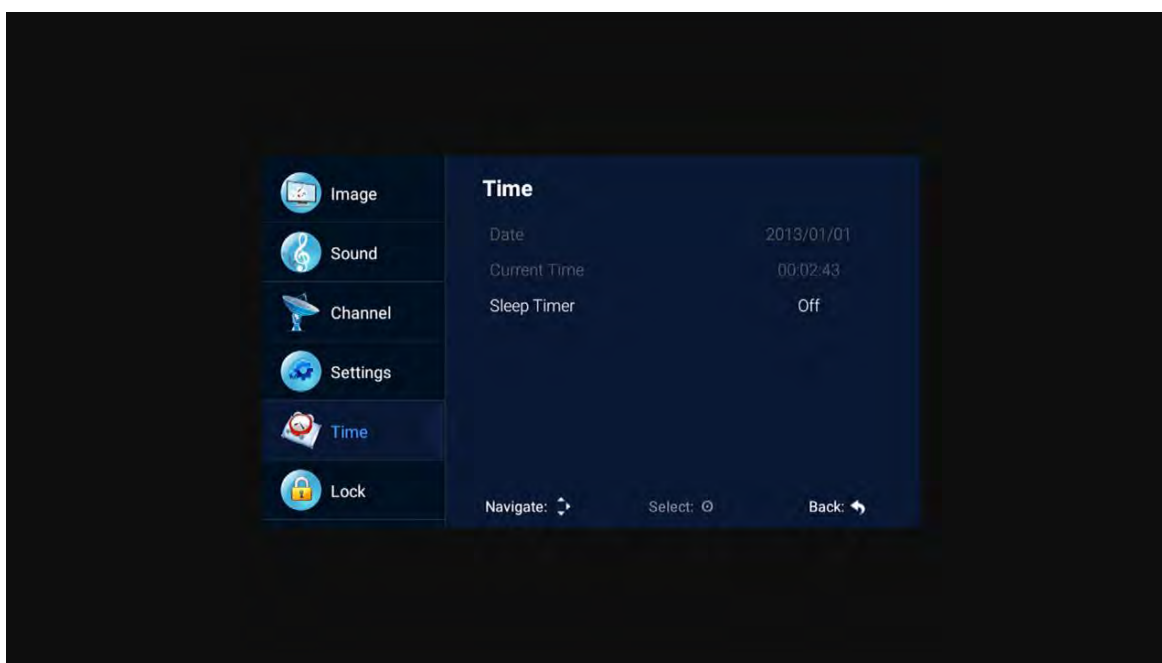 Image
Sound
Channel
Settings
Time
Lock
Time
Date 2013/01/01
Current Time 00:02:43
Sleep Timer Off
Navigate: Select: Back: